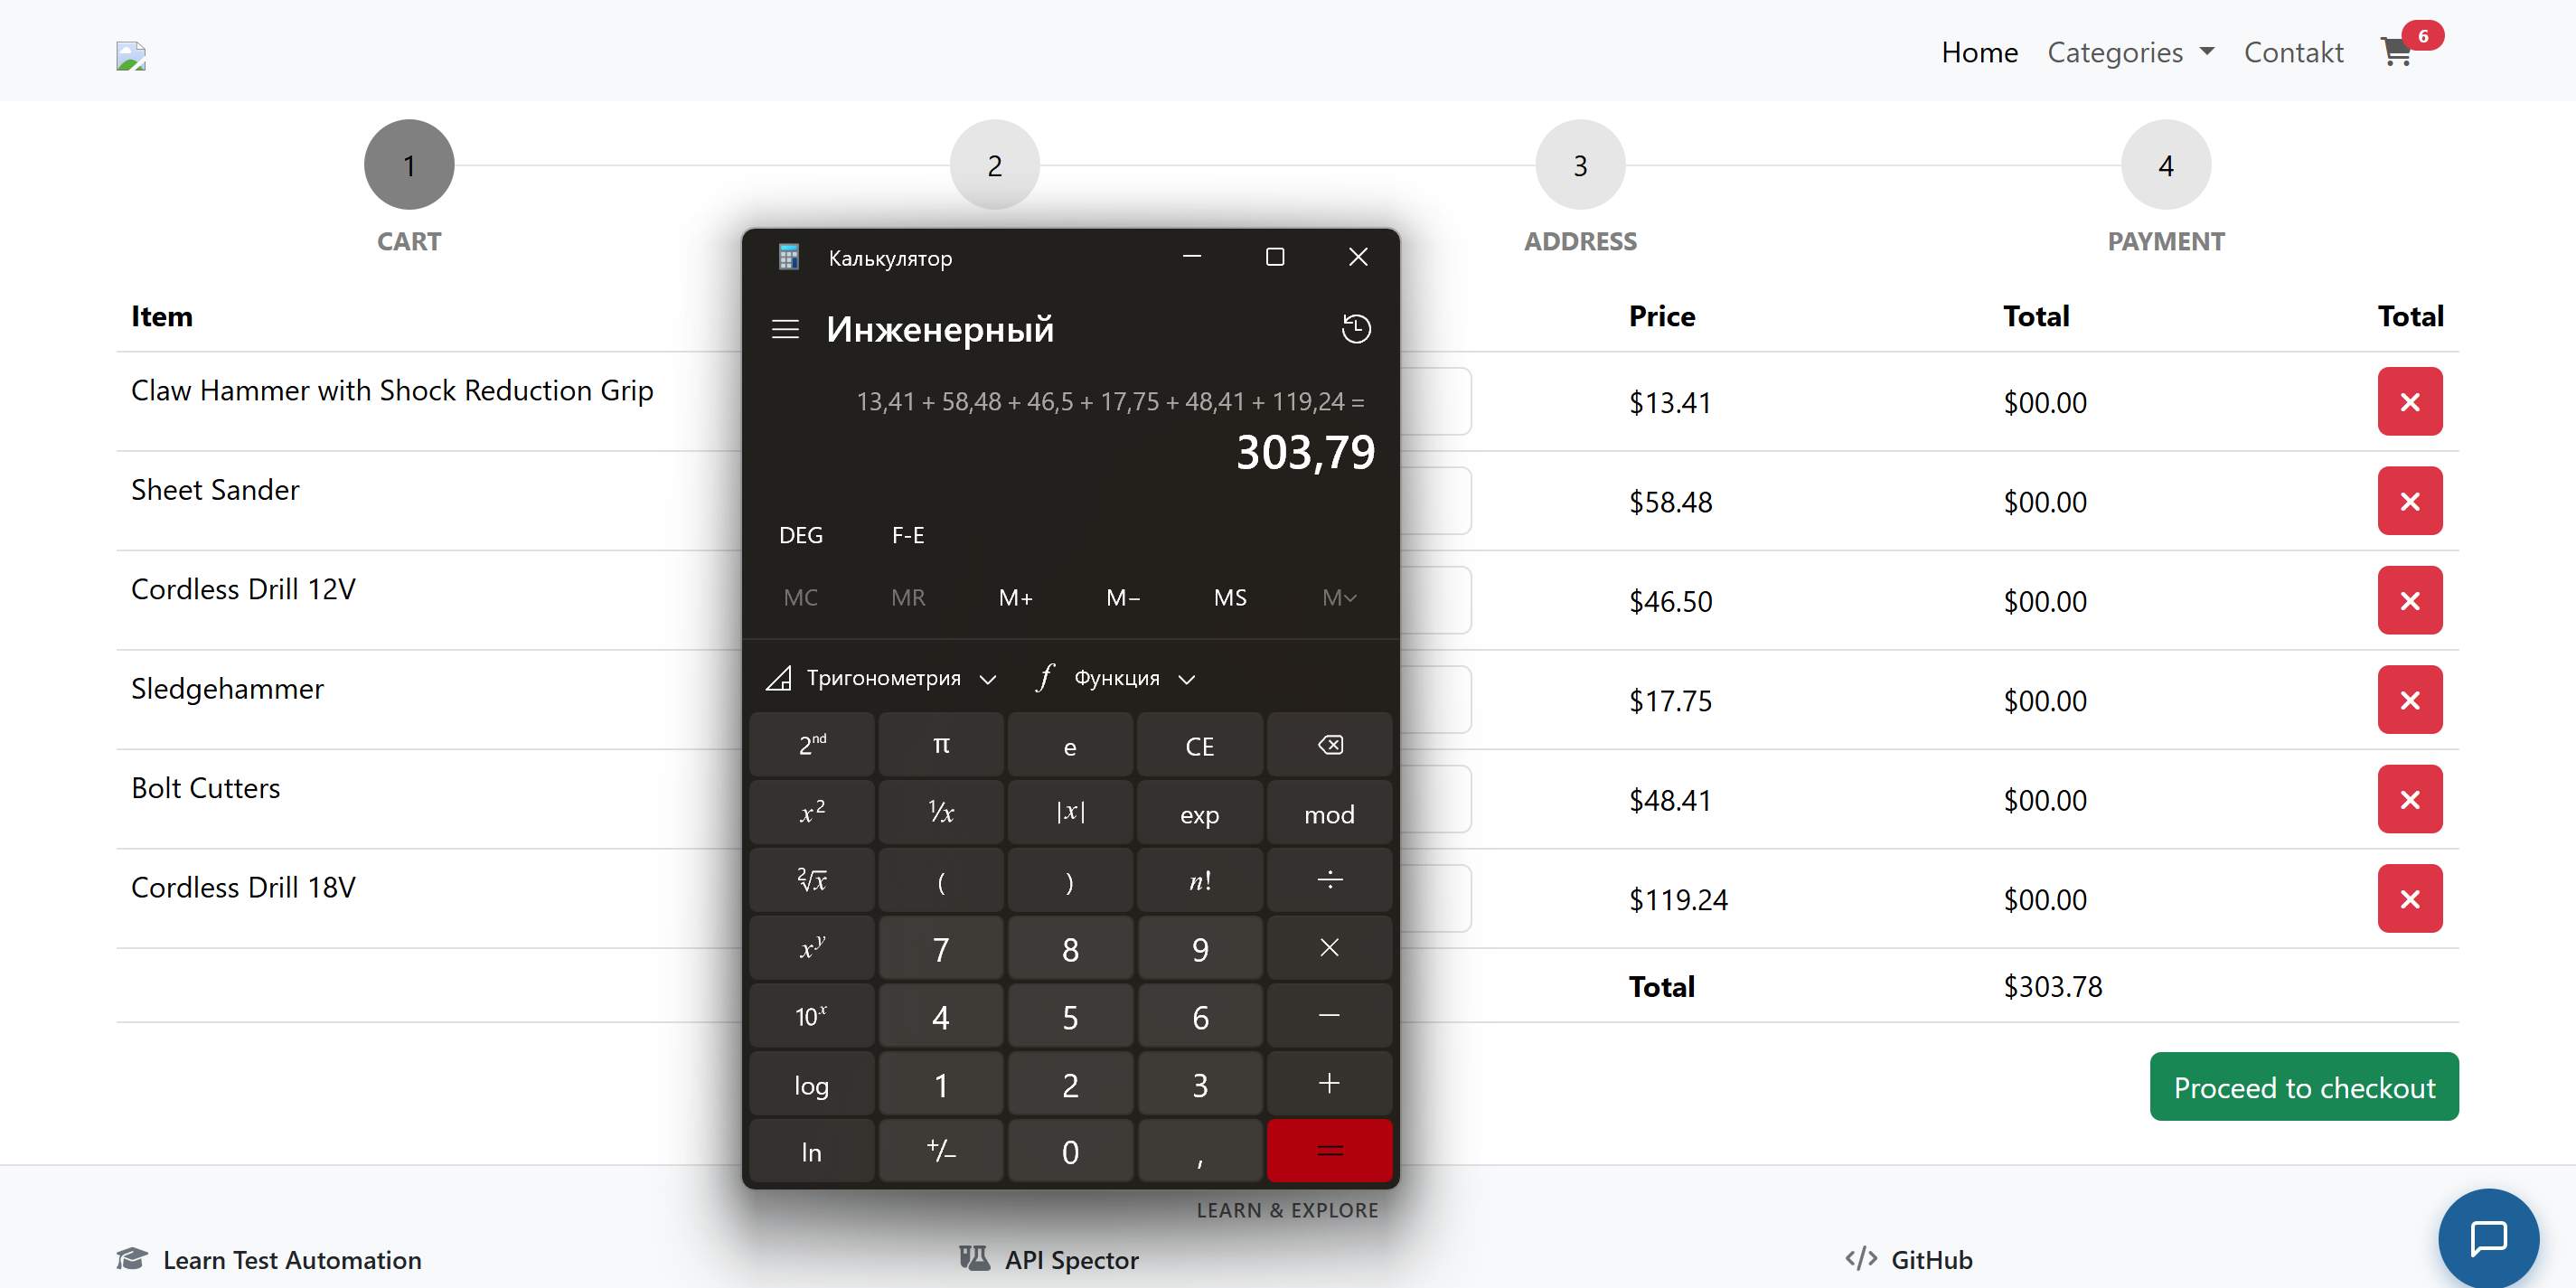 Home Categories Contakt 6
1 2 3 4
CART ADDRESS PAYMENT
Item Price Total Total
Claw Hammer with Shock Reduction Grip $13.41 $00.00
Sheet Sander $58.48 $00.00
Cordless Drill 12V $46.50 $00.00
Sledgehammer $17.75 $00.00
Bolt Cutters $48.41 $00.00
Cordless Drill 18V $119.24 $00.00
Total $303.78
Proceed to checkout
Калькулятор
Инженерный
13,41 + 58,48 + 46,5 + 17,75 + 48,41 + 119,24 =
303,79
DEG F-E
MC MR M+ M− MS M
Тригонометрия f Функция
2ⁿᵈ π e CE
x² ¹/x |x| exp mod
²√x ( ) n! ÷
xʸ 7 8 9 ×
10ˣ 4 5 6 −
log 1 2 3 +
ln +/− 0 , =
LEARN & EXPLORE
Learn Test Automation API Spector </> GitHub